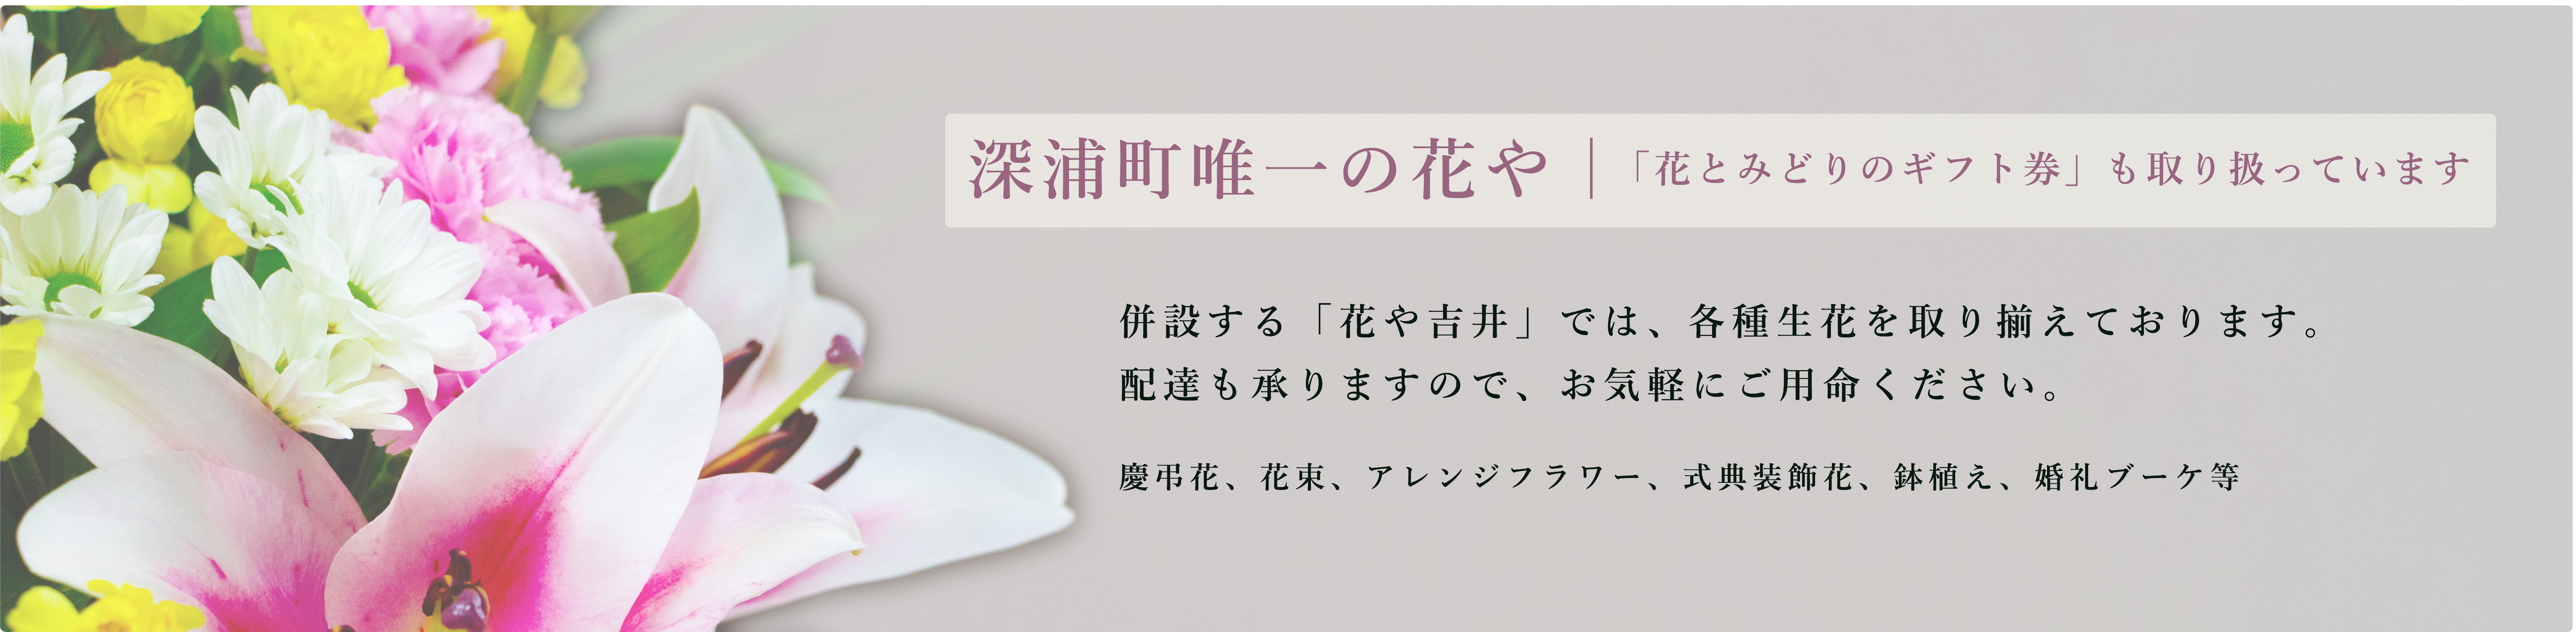 深浦町唯一の花や｜「花とみどりのギフト券」も取り扱っています
併設する「花や吉井」では、各種生花を取り揃えております。
配達も承りますので、お気軽にご用命ください。
慶弔花、花束、アレンジフラワー、式典装飾花、鉢植え、婚礼ブーケ等